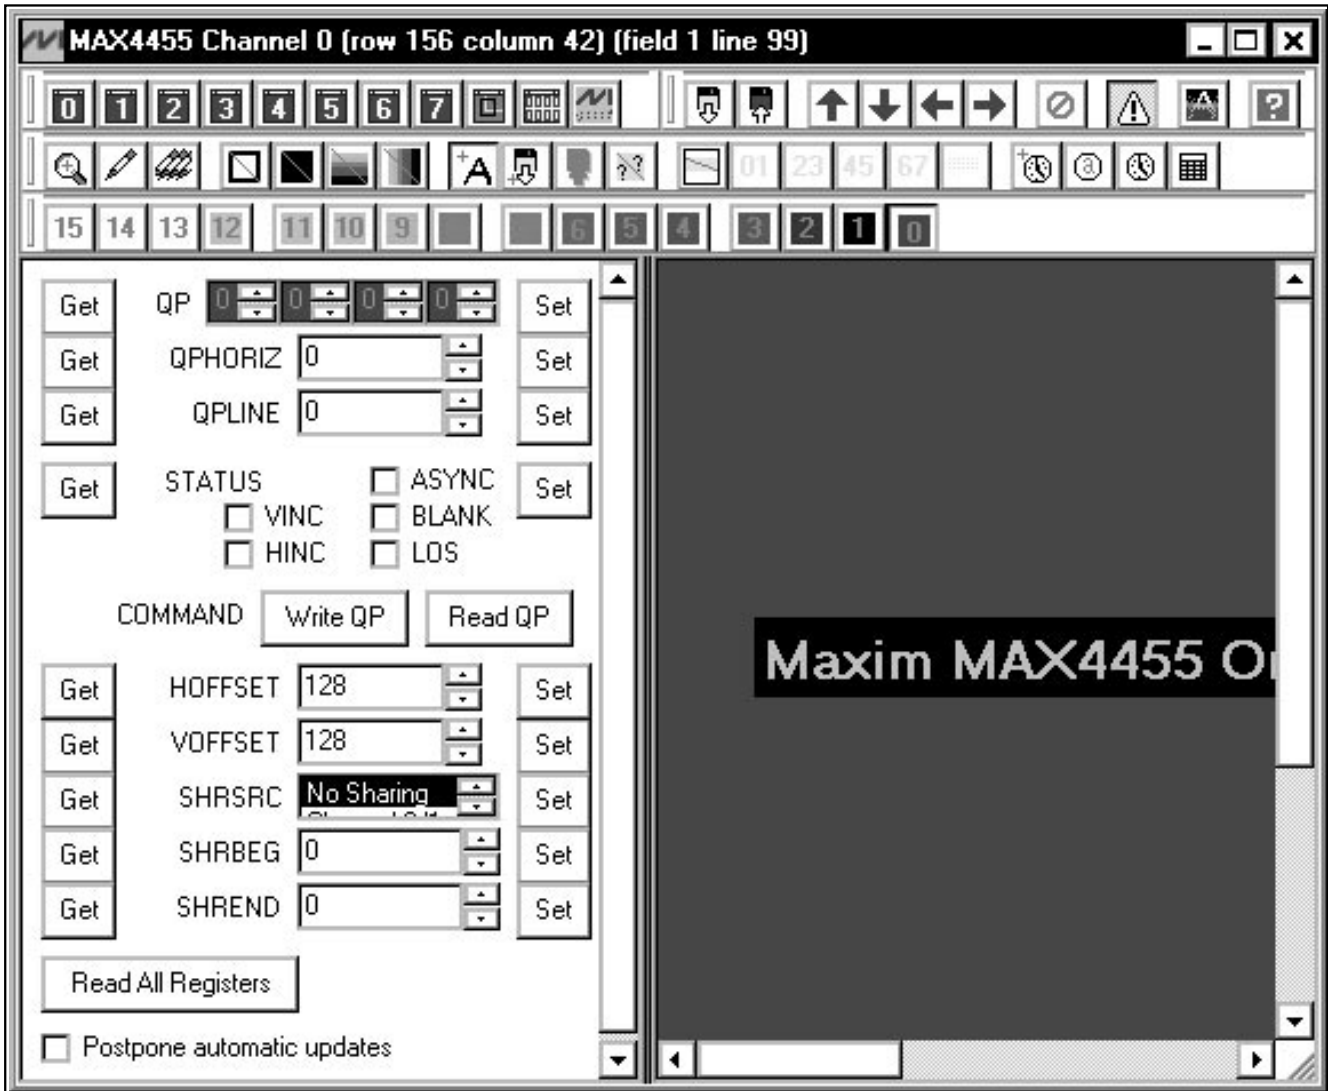 MAX4455 Channel 0 (row 156 column 42) (field 1 line 99)
0 1 2 3 4 5 6 7 A ?
A ? ? 01 23 45 67 a
15 14 13 12 11 10 9 6 5 4 3 2 1 0
Get QP 0 0 0 0 Set
Get QPHORIZ 0 Set
Get QPLINE 0 Set
Get STATUS ASYNC Set
VINC BLANK
HINC LOS
COMMAND Write QP Read QP
Get HOFFSET 128 Set
Get VOFFSET 128 Set
Get SHRSRC No Sharing Set
Get SHRBEG 0 Set
Get SHREND 0 Set
Read All Registers
Postpone automatic updates
Maxim MAX4455 O